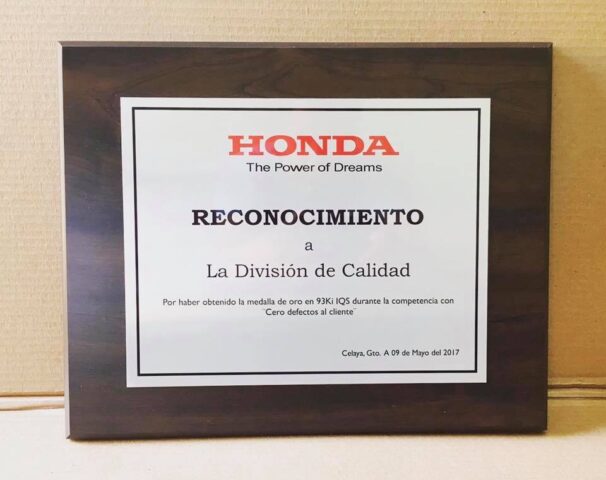 HONDA
The Power of Dreams
RECONOCIMIENTO
a
La División de Calidad
Por haber obtenido la medalla de oro en 93Ki IQS durante la competencia con
¨Cero defectos al cliente¨
Celaya, Gto. A 09 de Mayo del 2017